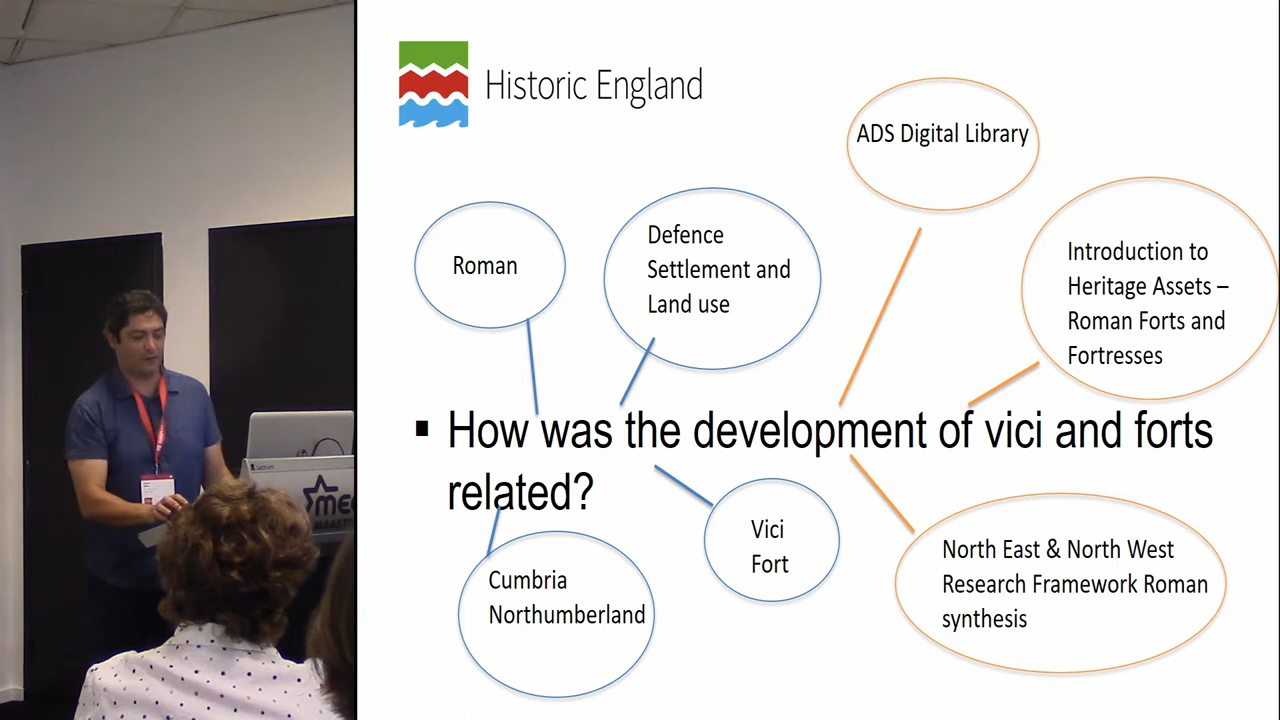 Historic England
ADS Digital Library
Roman
Defence
Settlement and
Land use
Introduction to
Heritage Assets –
Roman Forts and
Fortresses
▪ How was the development of vici and forts
related?
Vici
Fort
Cumbria
Northumberland
North East & North West
Research Framework Roman
synthesis
MEC
MAAST